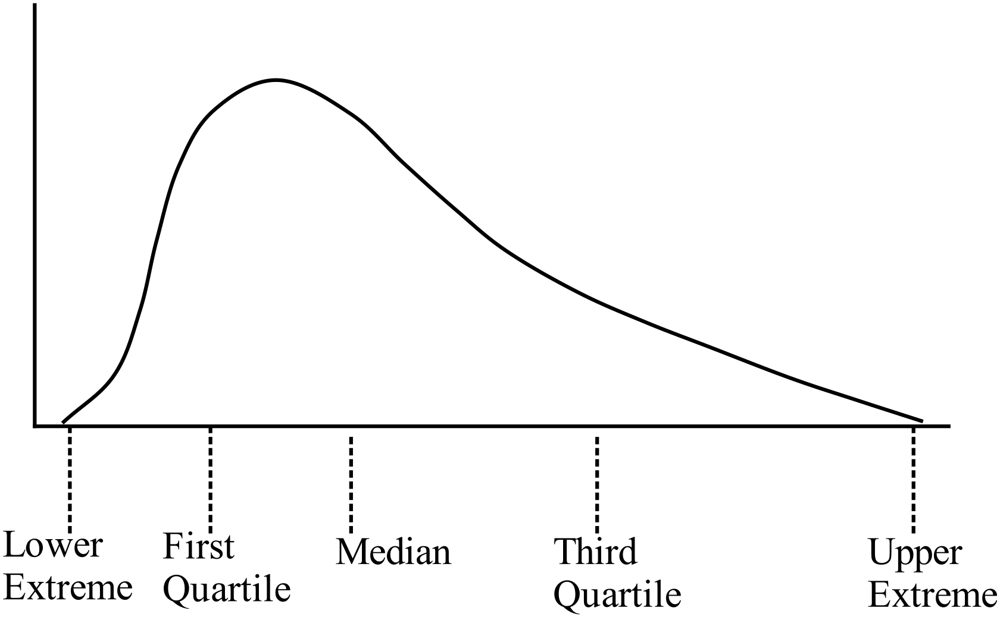 Lower
Extreme
First
Quartile
Median
Third
Quartile
Upper
Extreme